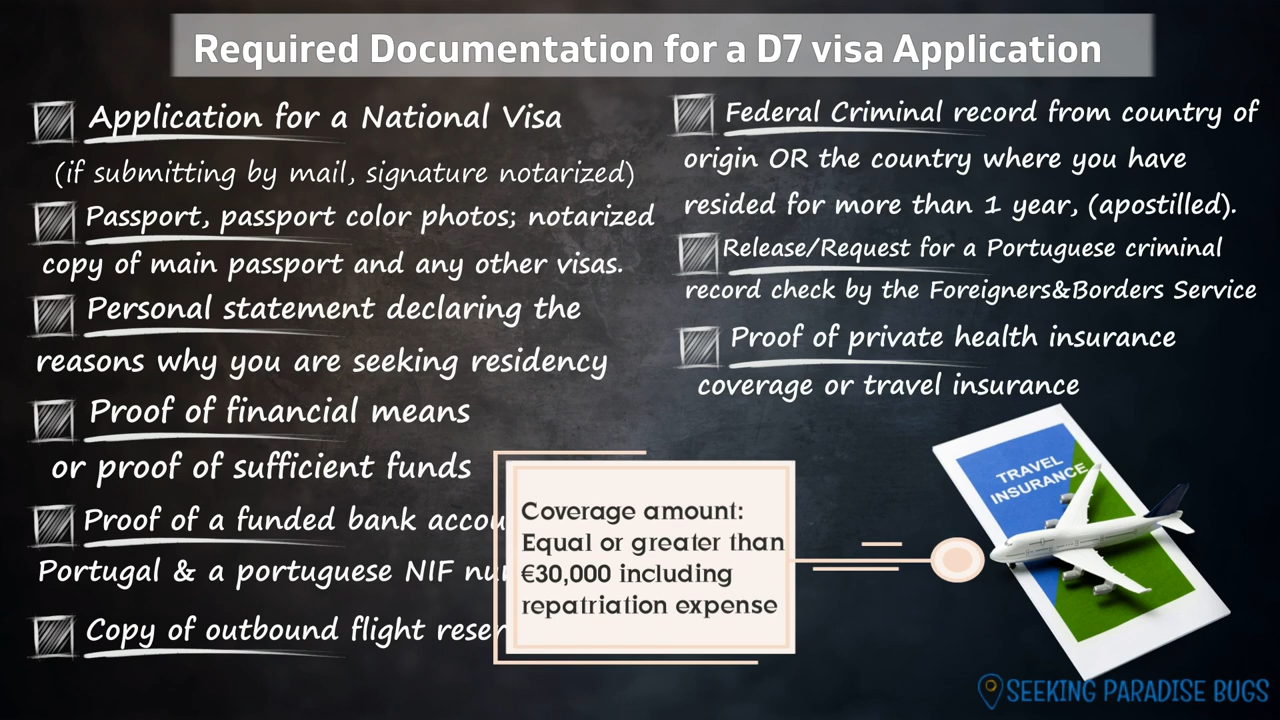 Required Documentation for a D7 visa Application
Application for a National Visa
(if submitting by mail, signature notarized)
Passport, passport color photos; notarized
copy of main passport and any other visas.
Personal statement declaring the
reasons why you are seeking residency
Proof of financial means
or proof of sufficient funds
Proof of a funded bank
Portugal & a portuguese NIF
Copy of outbound flight
Federal Criminal record from country of
origin OR the country where you have
resided for more than 1 year, (apostilled).
Release/Request for a Portuguese criminal
record check by the Foreigners&Borders Service
Proof of private health insurance
coverage or travel insurance
Coverage amount:
Equal or greater than
€30,000 including
repatriation expense
TRAVEL
INSURANCE
SEEKING PARADISE BUGS